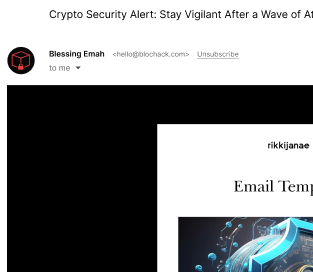 Crypto Security Alert: Stay Vigilant After a Wave of At
Blessing Emah <hello@blochack.com> Unsubscribe
to me
rikkijanae
Email Temp